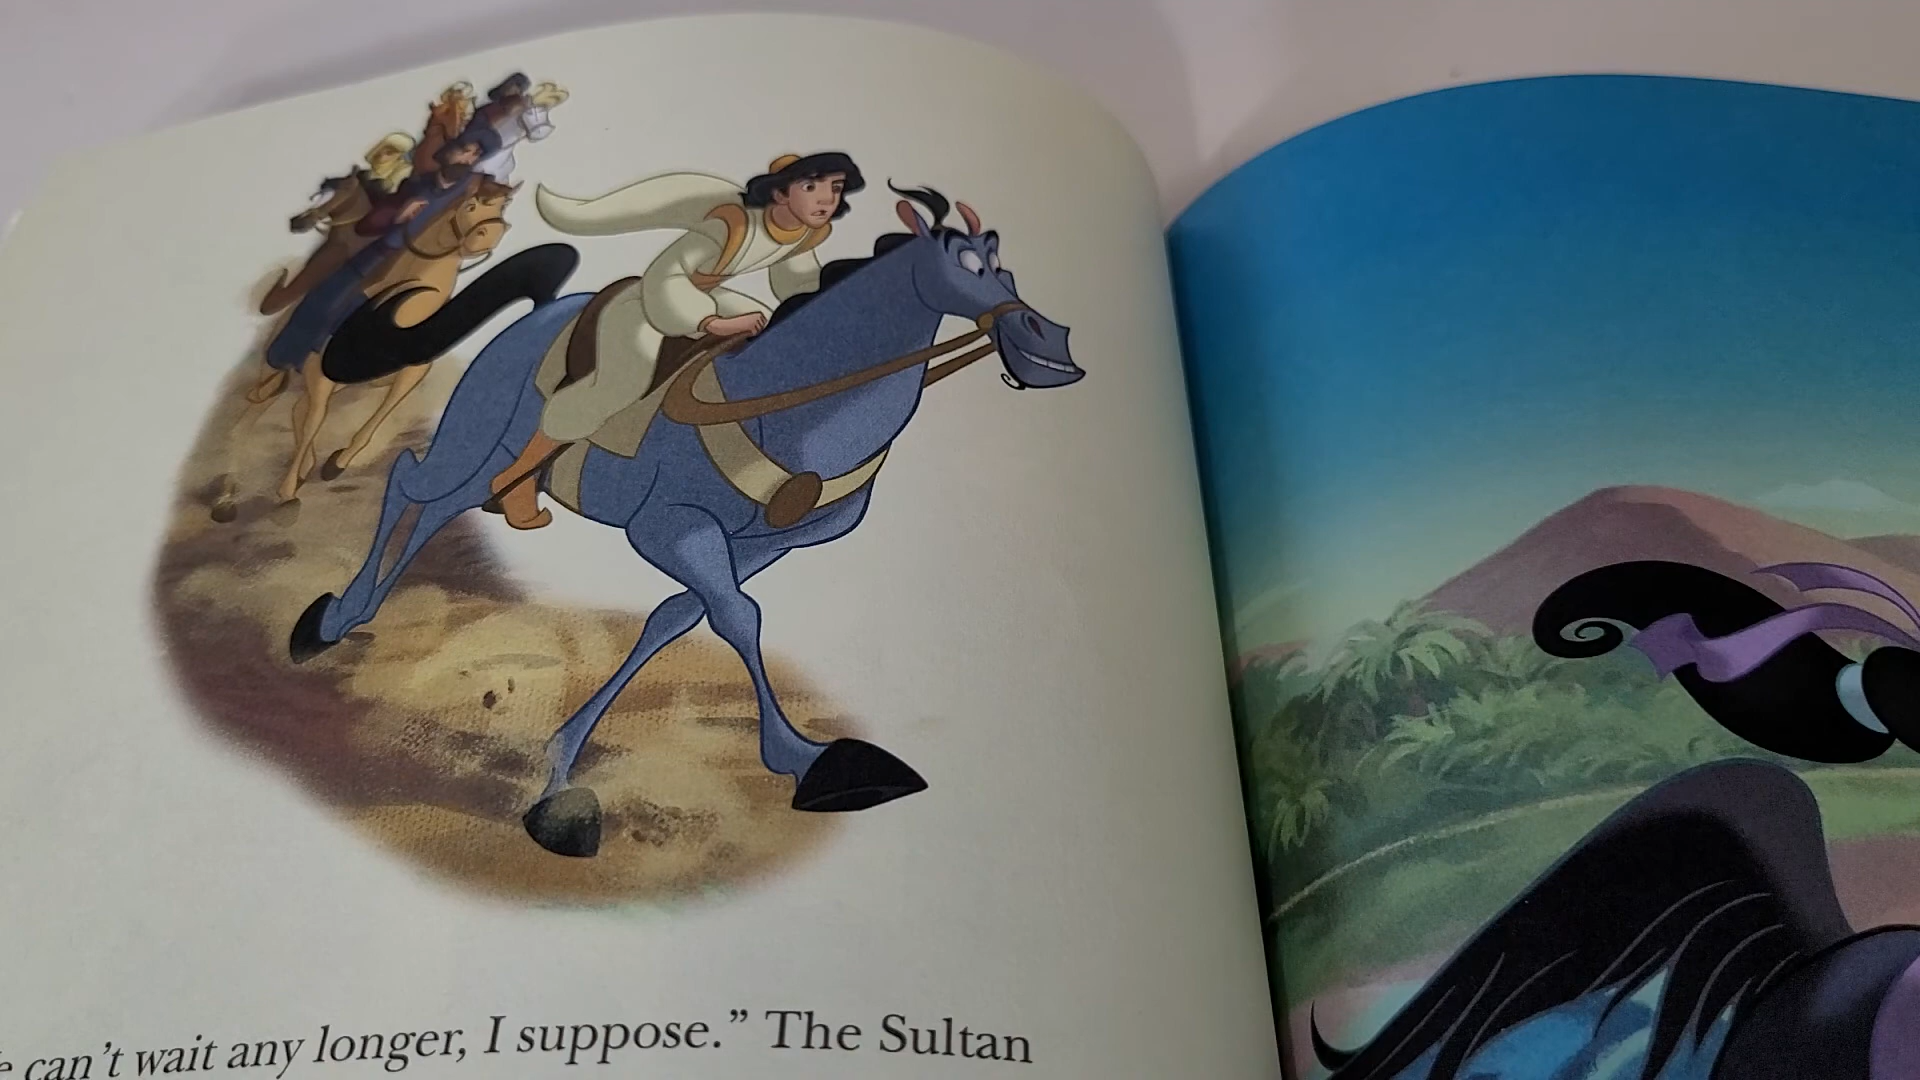 can't wait any longer, I suppose.” The Sultan